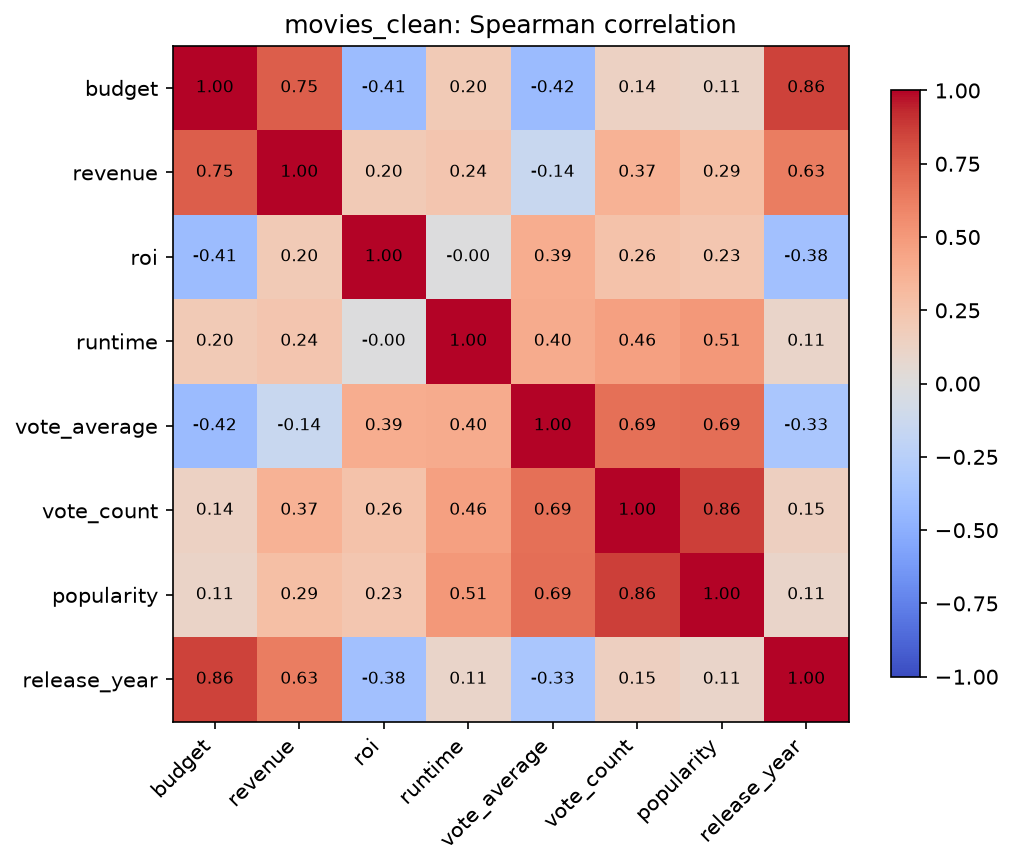 movies_clean: Spearman correlation
budget 1.00 0.75 -0.41 0.20 -0.42 0.14 0.11 0.86
revenue 0.75 1.00 0.20 0.24 -0.14 0.37 0.29 0.63
roi -0.41 0.20 1.00 -0.00 0.39 0.26 0.23 -0.38
runtime 0.20 0.24 -0.00 1.00 0.40 0.46 0.51 0.11
vote_average -0.42 -0.14 0.39 0.40 1.00 0.69 0.69 -0.33
vote_count 0.14 0.37 0.26 0.46 0.69 1.00 0.86 0.15
popularity 0.11 0.29 0.23 0.51 0.69 0.86 1.00 0.11
release_year 0.86 0.63 -0.38 0.11 -0.33 0.15 0.11 1.00
budget revenue roi runtime vote_average vote_count popularity release_year
1.00
0.75
0.50
0.25
0.00
−0.25
−0.50
−0.75
−1.00